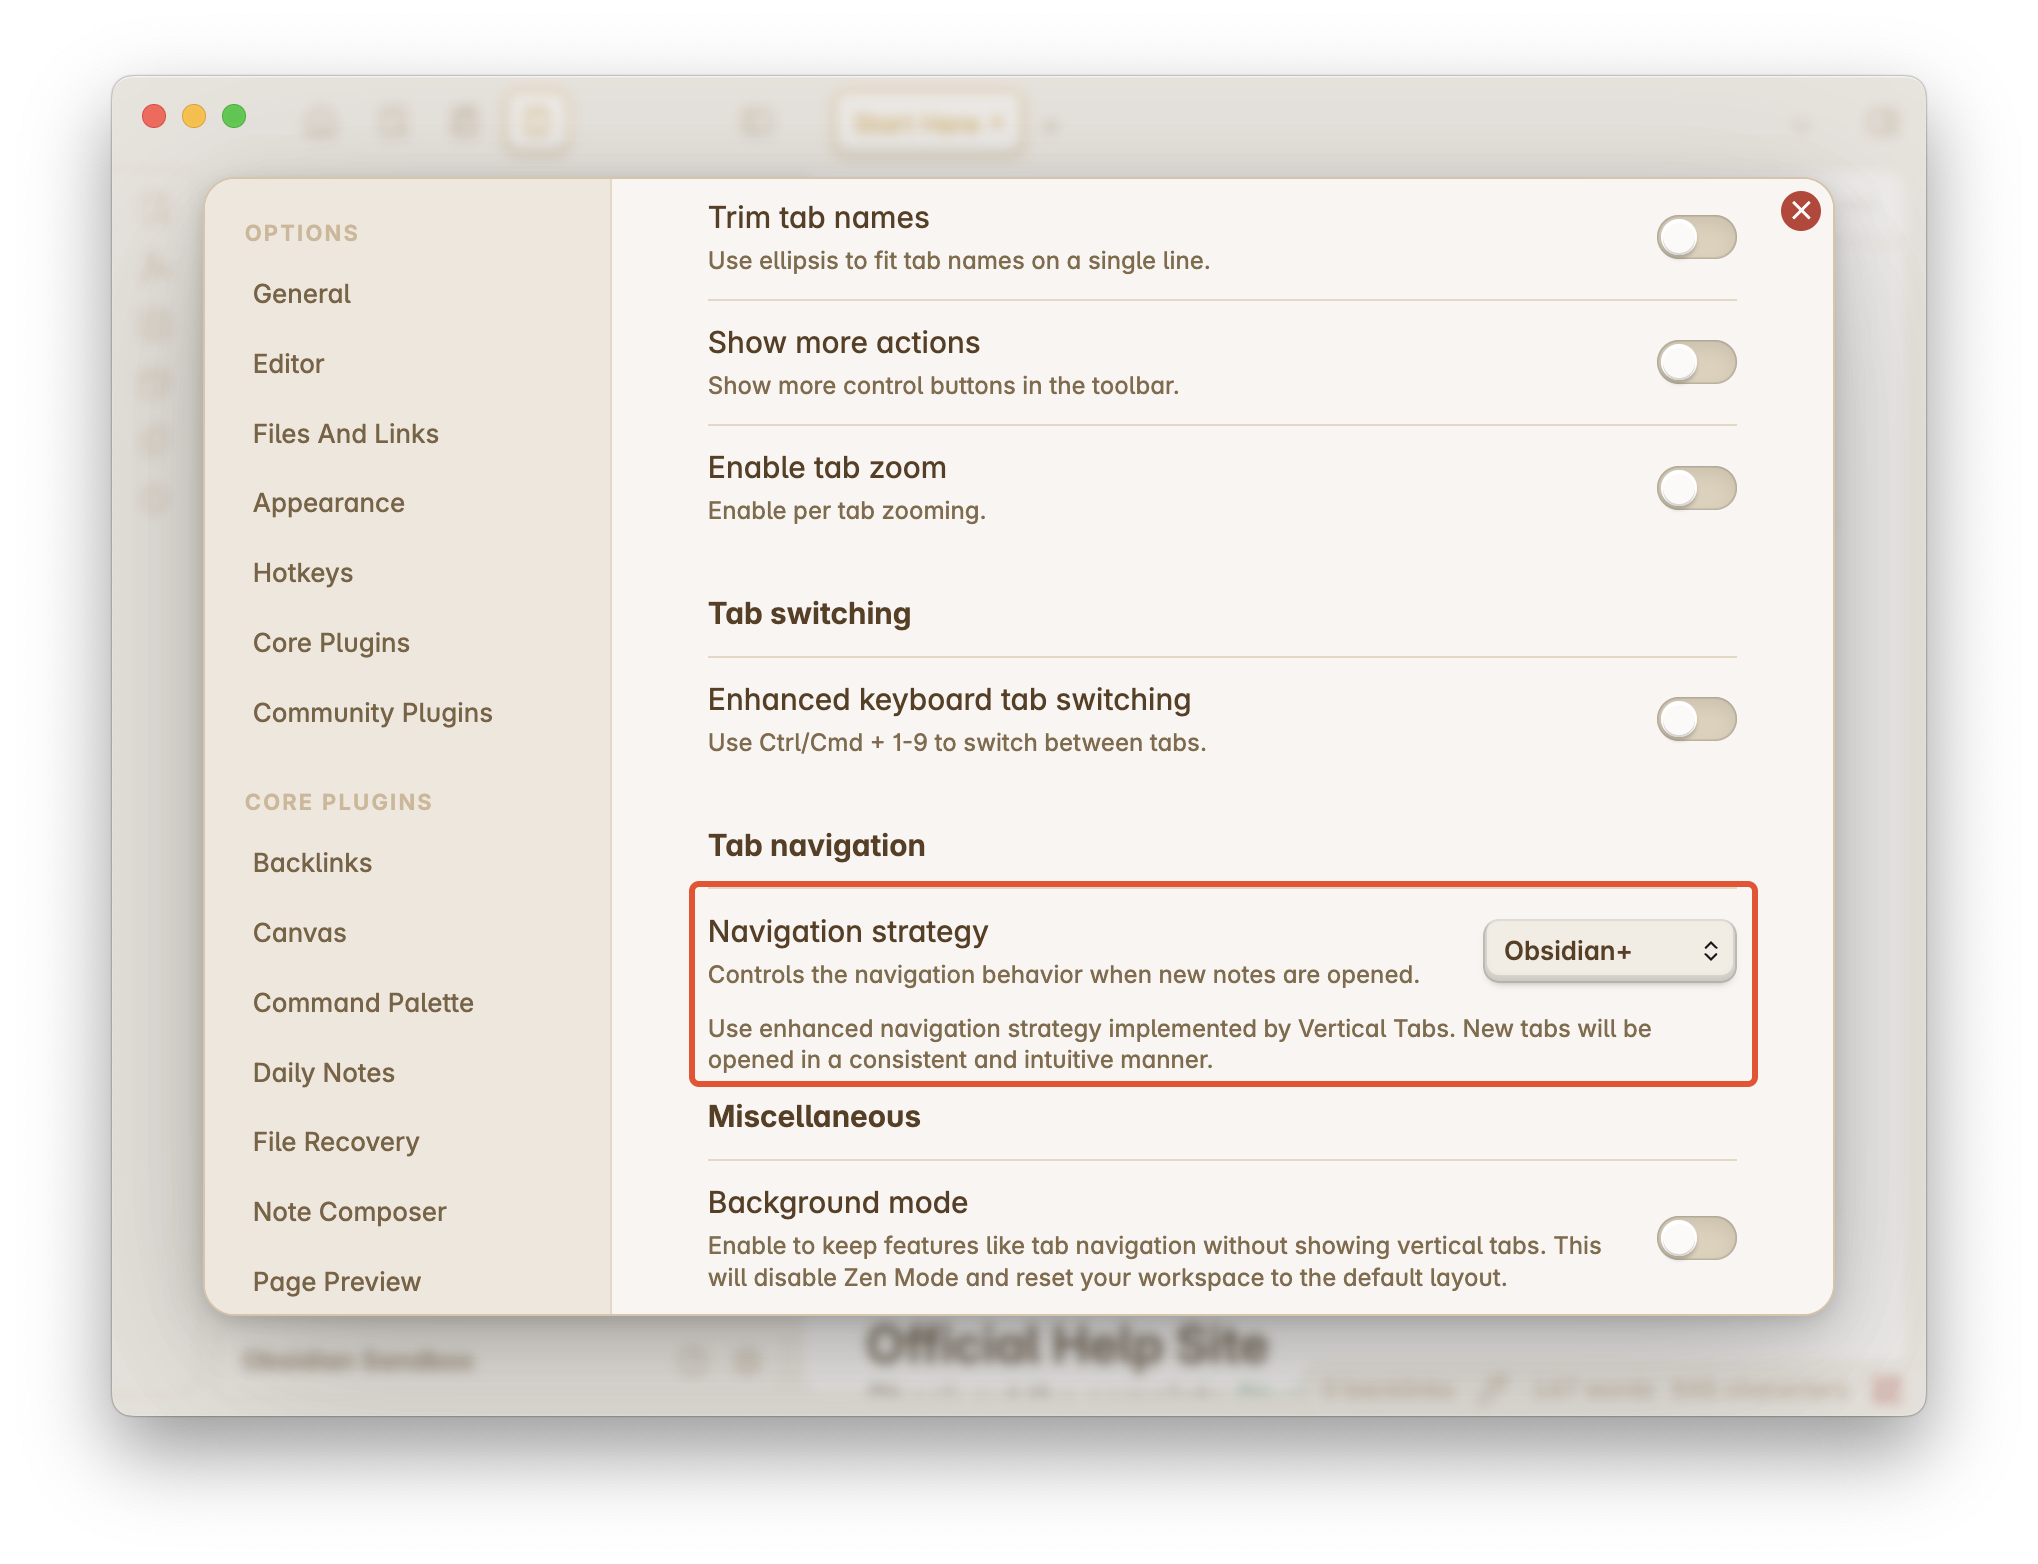 Start Here
OPTIONS
General
Editor
Files And Links
Appearance
Hotkeys
Core Plugins
Community Plugins
CORE PLUGINS
Backlinks
Canvas
Command Palette
Daily Notes
File Recovery
Note Composer
Page Preview
Trim tab names
Use ellipsis to fit tab names on a single line.
Show more actions
Show more control buttons in the toolbar.
Enable tab zoom
Enable per tab zooming.
Tab switching
Enhanced keyboard tab switching
Use Ctrl/Cmd + 1-9 to switch between tabs.
Tab navigation
Navigation strategy
Obsidian+
Controls the navigation behavior when new notes are opened.
Use enhanced navigation strategy implemented by Vertical Tabs. New tabs will be
opened in a consistent and intuitive manner.
Miscellaneous
Background mode
Enable to keep features like tab navigation without showing vertical tabs. This
will disable Zen Mode and reset your workspace to the default layout.
Obsidian Sandbox
Official Help Site